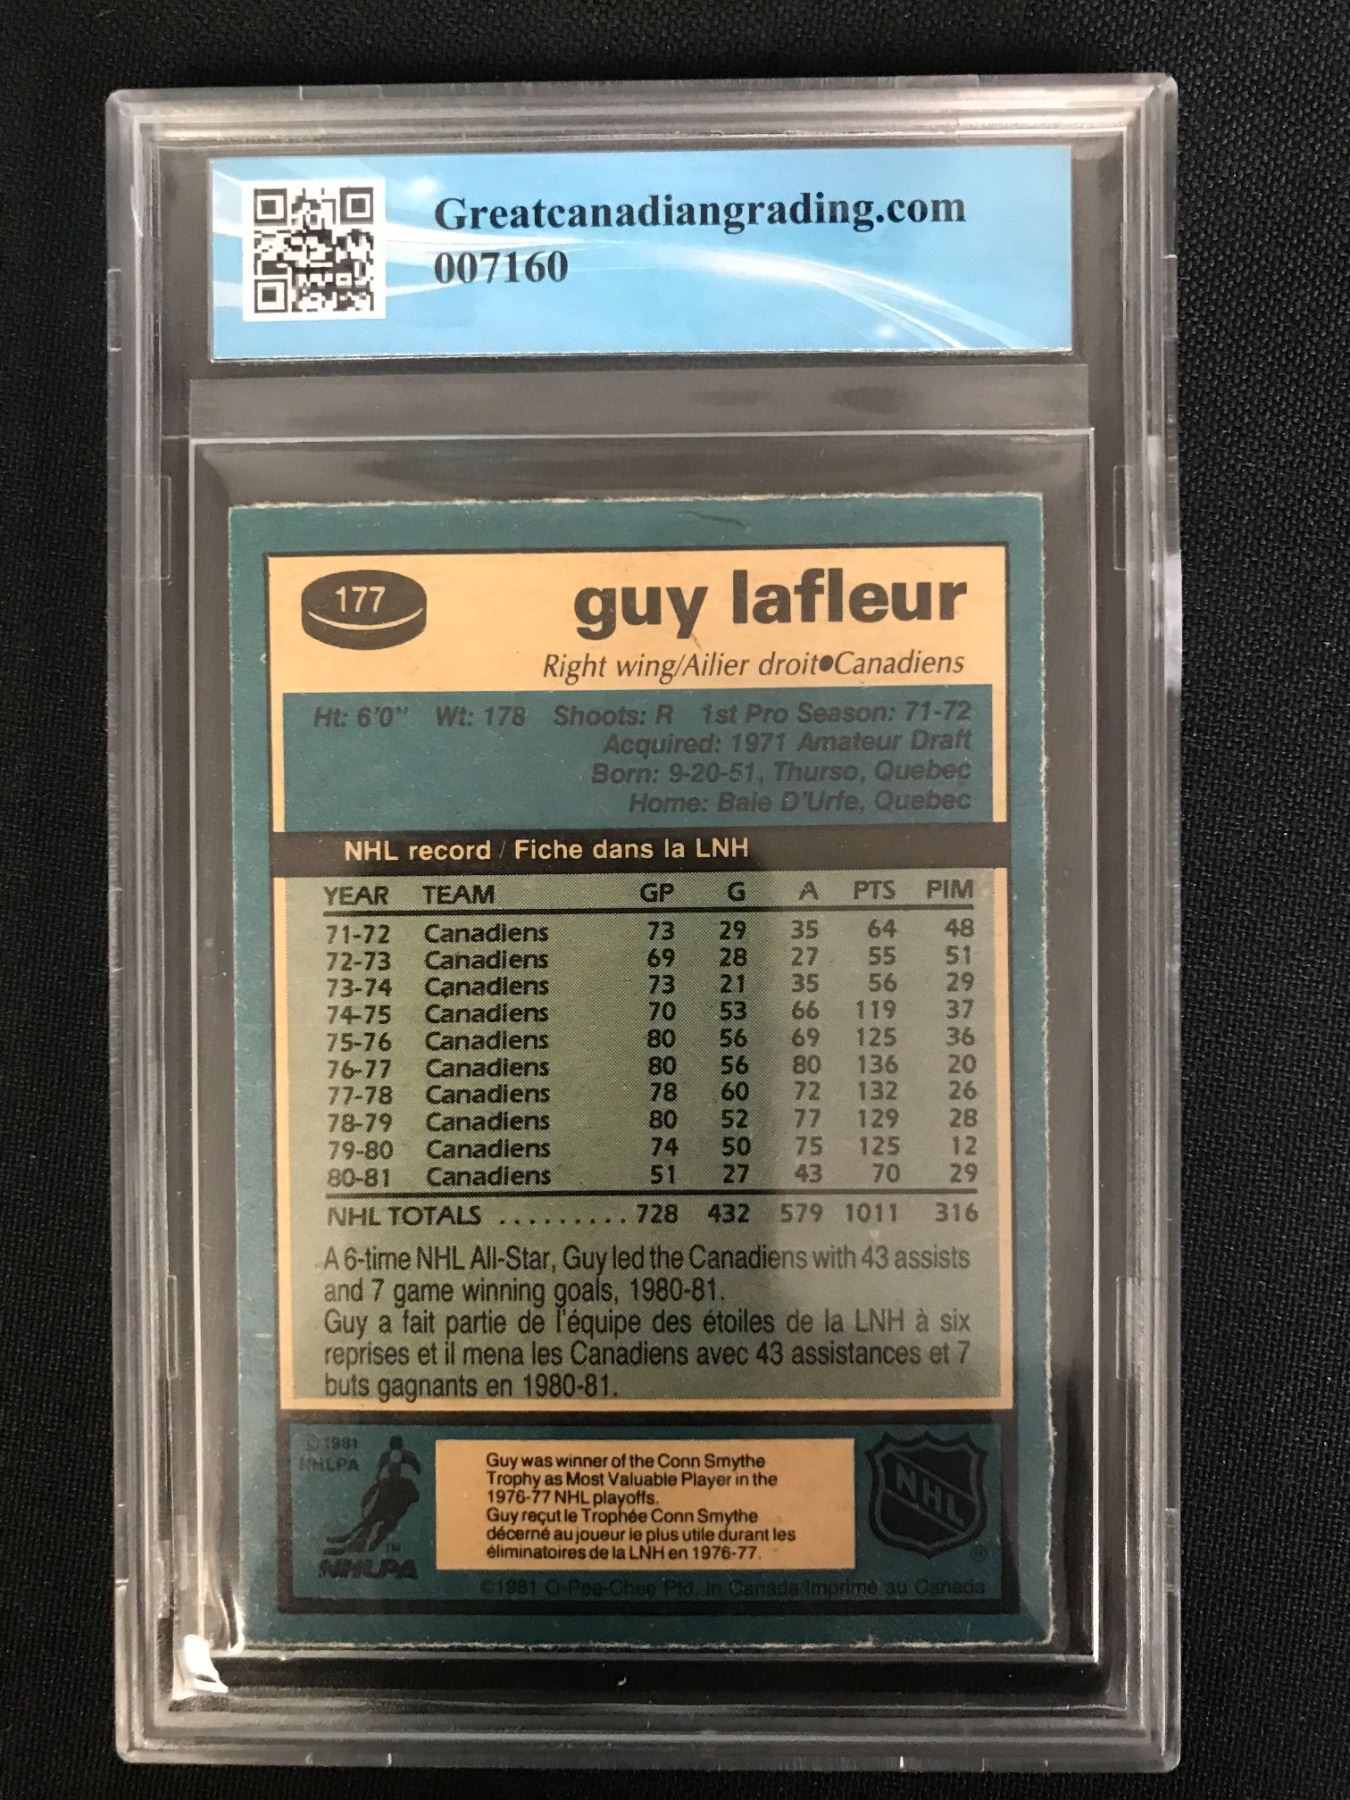 Greatcanadiangrading.com
007160
177
guy lafleur
Right wing/Ailier droit●Canadiens
Ht: 6'0" Wt: 178 Shoots: R 1st Pro Season: 71-72
Acquired: 1971 Amateur Draft
Born: 9-20-51, Thurso, Quebec
Home: Baie D'Urfe, Quebec
NHL record / Fiche dans la LNH
YEAR TEAM GP G A PTS PIM
71-72 Canadiens 73 29 35 64 48
72-73 Canadiens 69 28 27 55 51
73-74 Canadiens 73 21 35 56 29
74-75 Canadiens 70 53 66 119 37
75-76 Canadiens 80 56 69 125 36
76-77 Canadiens 80 56 80 136 20
77-78 Canadiens 78 60 72 132 26
78-79 Canadiens 80 52 77 129 28
79-80 Canadiens 74 50 75 125 12
80-81 Canadiens 51 27 43 70 29
NHL TOTALS ......... 728 432 579 1011 316
A 6-time NHL All-Star, Guy led the Canadiens with 43 assists
and 7 game winning goals, 1980-81.
Guy a fait partie de l'équipe des étoiles de la LNH à six
reprises et il mena les Canadiens avec 43 assistances et 7
buts gagnants en 1980-81.
© 1981
NHLPA
TM
NHLPA
Guy was winner of the Conn Smythe
Trophy as Most Valuable Player in the
1976-77 NHL playoffs.
Guy reçut le Trophée Conn Smythe
décerné au joueur le plus utile durant les
éliminatoires de la LNH en 1976-77.
NHL
®
©1981 O-Pee-Chee Ptd. in Canada/Imprimé au Canada